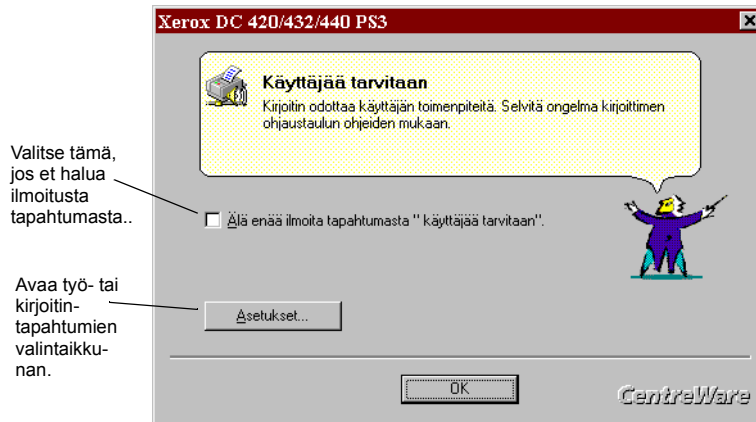 Xerox DC 420/432/440 PS3
Käyttäjää tarvitaan
Kirjoitin odottaa käyttäjän toimenpiteitä. Selvitä ongelma kirjoittimen
ohjaustaulun ohjeiden mukaan.
Valitse tämä,
jos et halua
ilmoitusta
tapahtumasta..
Älä enää ilmoita tapahtumasta " käyttäjää tarvitaan".
Avaa työ- tai
kirjoitin-
tapahtumien
valintaikku-
nan.
Asetukset...
OK
CentreWare